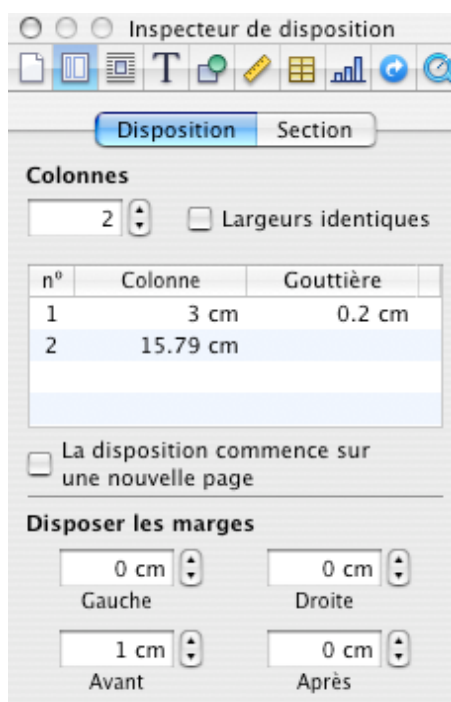 Inspecteur de disposition
T
Disposition Section
Colonnes
2 Largeurs identiques
nº Colonne Gouttière
1 3 cm 0.2 cm
2 15.79 cm
La disposition commence sur
une nouvelle page
Disposer les marges
0 cm 0 cm
Gauche Droite
1 cm 0 cm
Avant Après